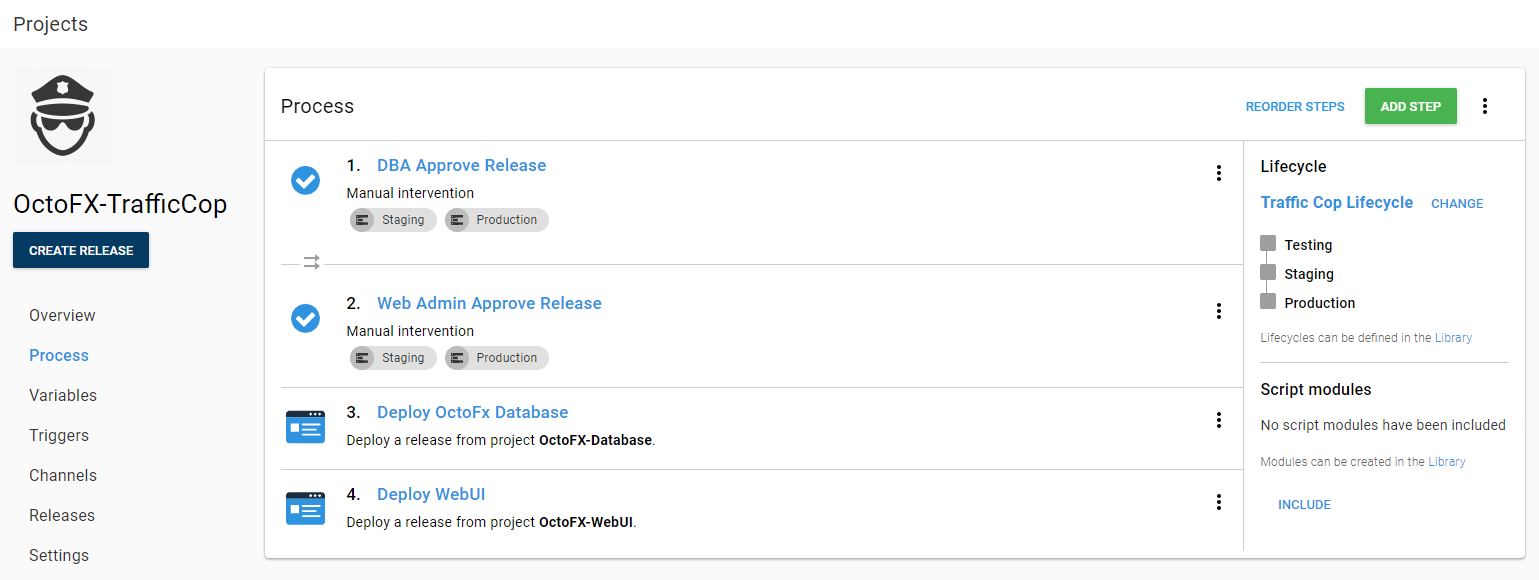 Projects
OctoFX-TrafficCop
CREATE RELEASE
Overview
Process
Variables
Triggers
Channels
Releases
Settings
Process
REORDER STEPS
ADD STEP
1. DBA Approve Release
Manual intervention
Staging Production
2. Web Admin Approve Release
Manual intervention
Staging Production
3. Deploy OctoFx Database
Deploy a release from project OctoFX-Database.
4. Deploy WebUI
Deploy a release from project OctoFX-WebUI.
Lifecycle
Traffic Cop Lifecycle CHANGE
Testing
Staging
Production
Lifecycles can be defined in the Library
Script modules
No script modules have been included
Modules can be created in the Library
INCLUDE